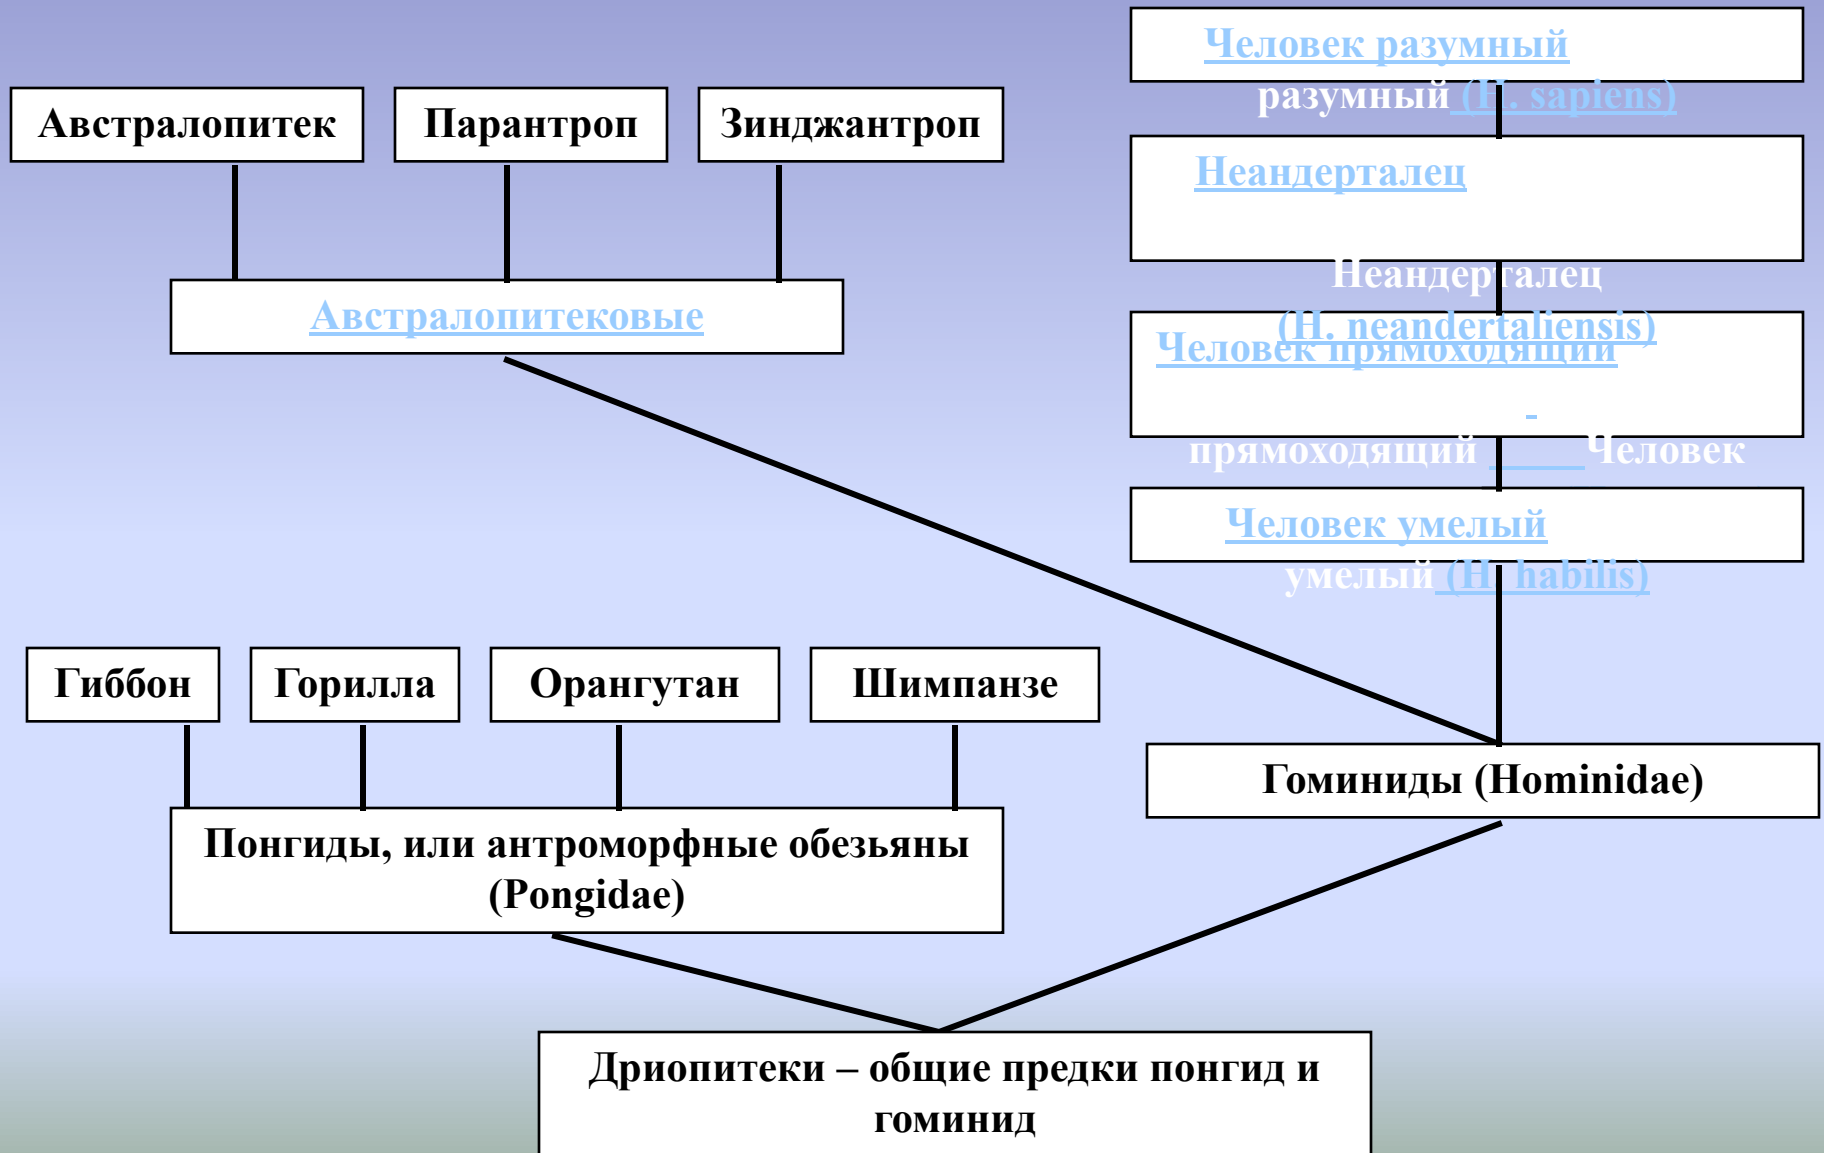 Человек разумный
разумный (H. sapiens)
Австралопитек
Парантроп
Зинджантроп
Неандерталец
Неандерталец
(H. neandertaliensis)
Австралопитековые
Человек прямоходящий
прямоходящий Человек
Человек умелый
умелый (H. habilis)
Гиббон
Горилла
Орангутан
Шимпанзе
Гоминиды (Hominidae)
Понгиды, или антроморфные обезьяны
(Pongidae)
Дриопитеки – общие предки понгид и
гоминид